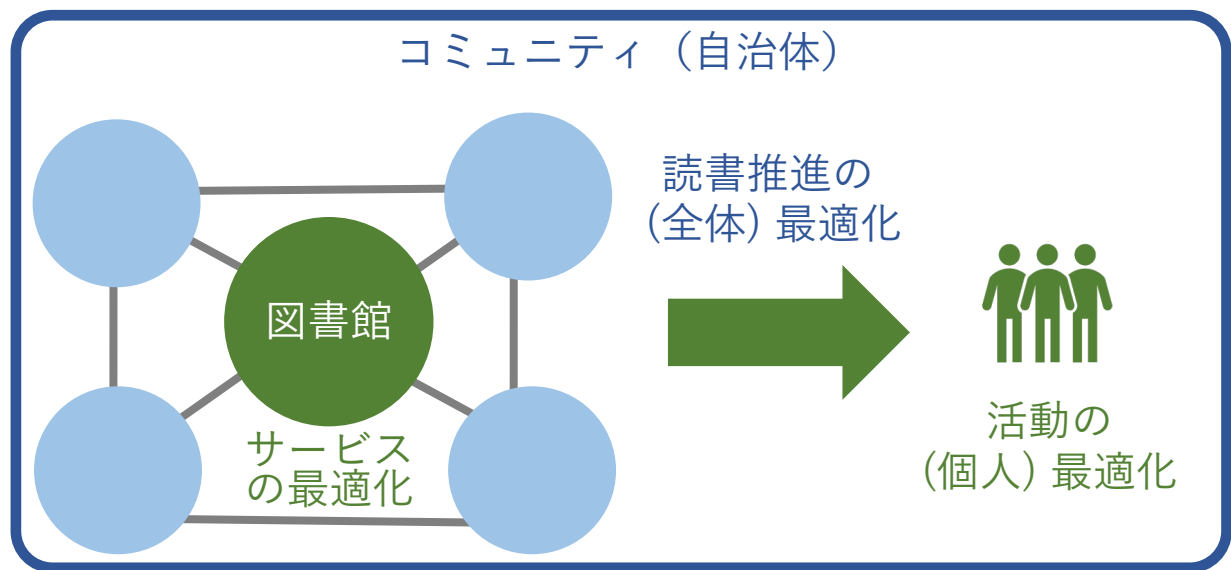 コミュニティ（自治体）
読書推進の
(全体) 最適化
図書館
サービス
の最適化
活動の
(個人) 最適化